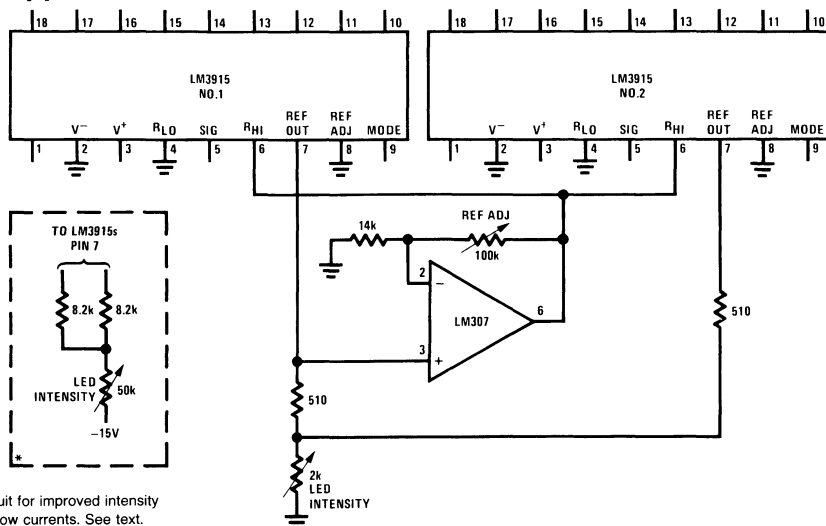 18 17 16 15 14 13 12 11 10
18 17 16 15 14 13 12 11 10
LM3915
NO.1
LM3915
NO.2
V− V+ RLO SIG RHI REF OUT REF ADJ MODE
V− V+ RLO SIG RHI REF OUT REF ADJ MODE
1 2 3 4 5 6 7 8 9
1 2 3 4 5 6 7 8 9
TO LM3915s
PIN 7
8.2k 8.2k
LED
INTENSITY
50k
−15V
*
14k
REF ADJ
100k
2
−
LM307
6
3
+
510
510
2k
LED
INTENSITY
uit for improved intensity
ow currents. See text.